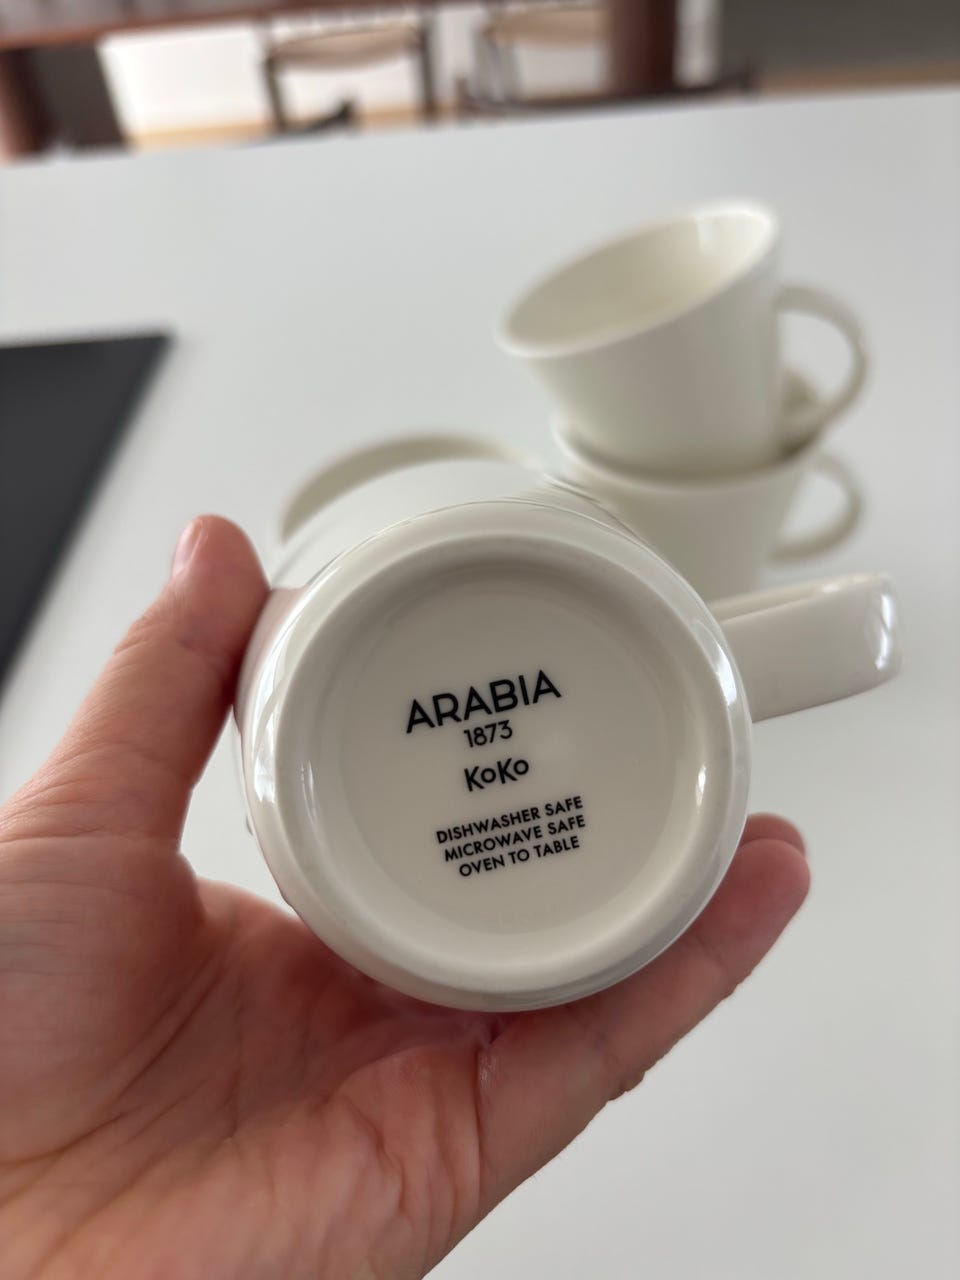 ARABIA
1873
KoKo
DISHWASHER SAFE
MICROWAVE SAFE
OVEN TO TABLE